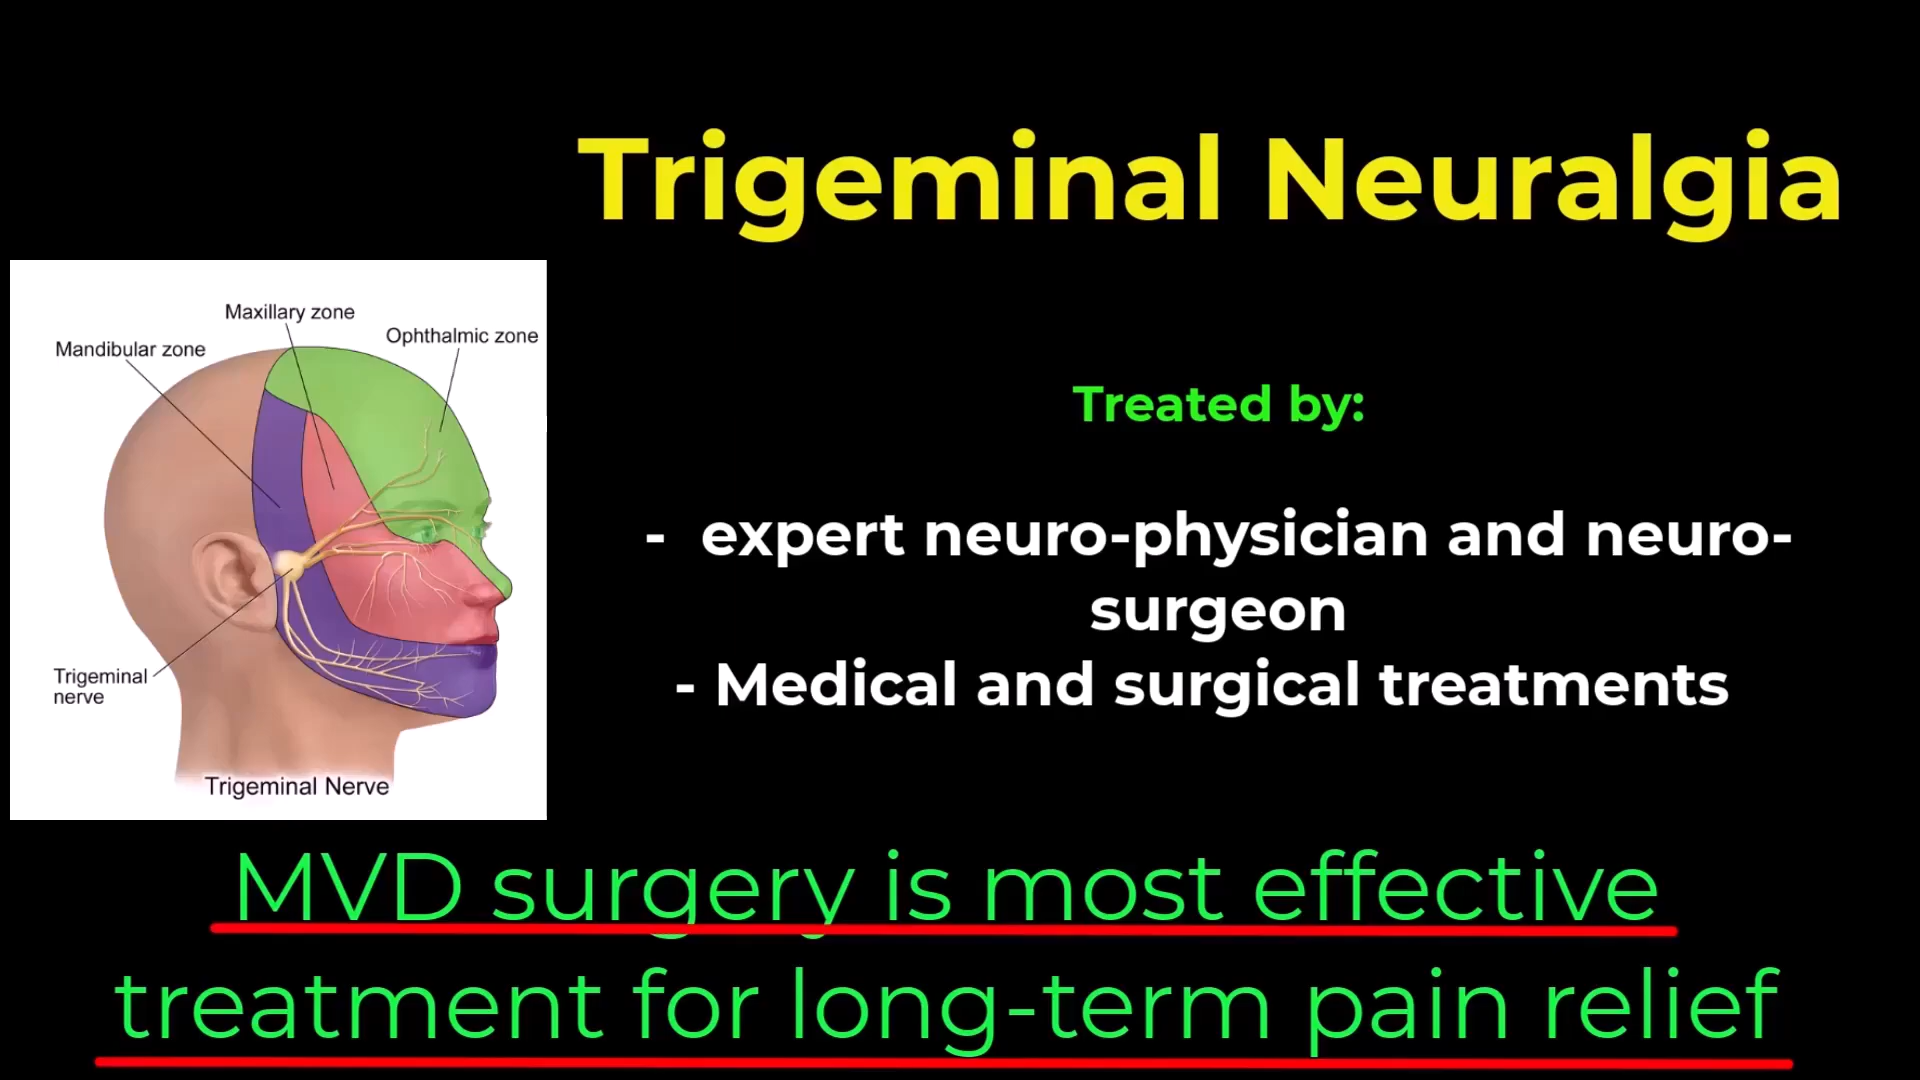 Trigeminal Neuralgia
Maxillary zone
Ophthalmic zone
Mandibular zone
Trigeminal
nerve
Trigeminal Nerve
Treated by:
- expert neuro-physician and neuro-
surgeon
- Medical and surgical treatments
MVD surgery is most effective
treatment for long-term pain relief